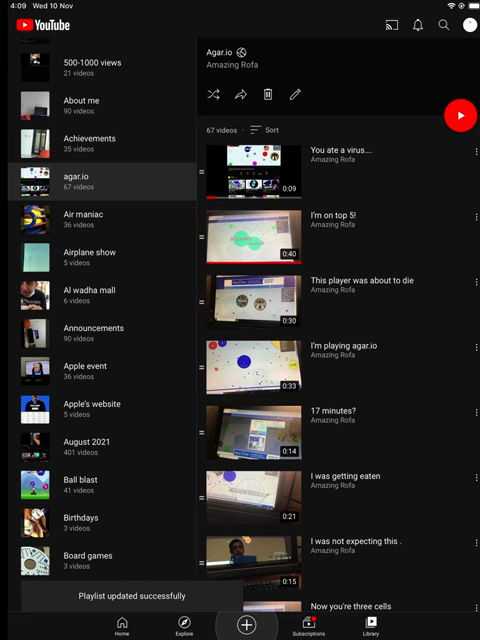 4:09 Wed 10 Nov
YouTube
500-1000 views
21 videos
About me
90 videos
Achievements
35 videos
agar.io
67 videos
Air maniac
36 videos
Airplane show
5 videos
Al wadha mall
6 videos
Announcements
90 videos
Apple event
36 videos
Apple's website
5 videos
August 2021
401 videos
Ball blast
41 videos
Birthdays
3 videos
Board games
3 videos
Agar.io
Amazing Rofa
67 videos · Sort
You ate a virus....
Amazing Rofa
0:09
I'm on top 5!
Amazing Rofa
0:40
This player was about to die
Amazing Rofa
0:30
I'm playing agar.io
Amazing Rofa
0:33
17 minutes?
Amazing Rofa
0:14
I was getting eaten
Amazing Rofa
0:21
I was not expecting this .
Amazing Rofa
0:15
Now you're three cells
Playlist updated successfully
Home
Explore
Subscriptions
Library